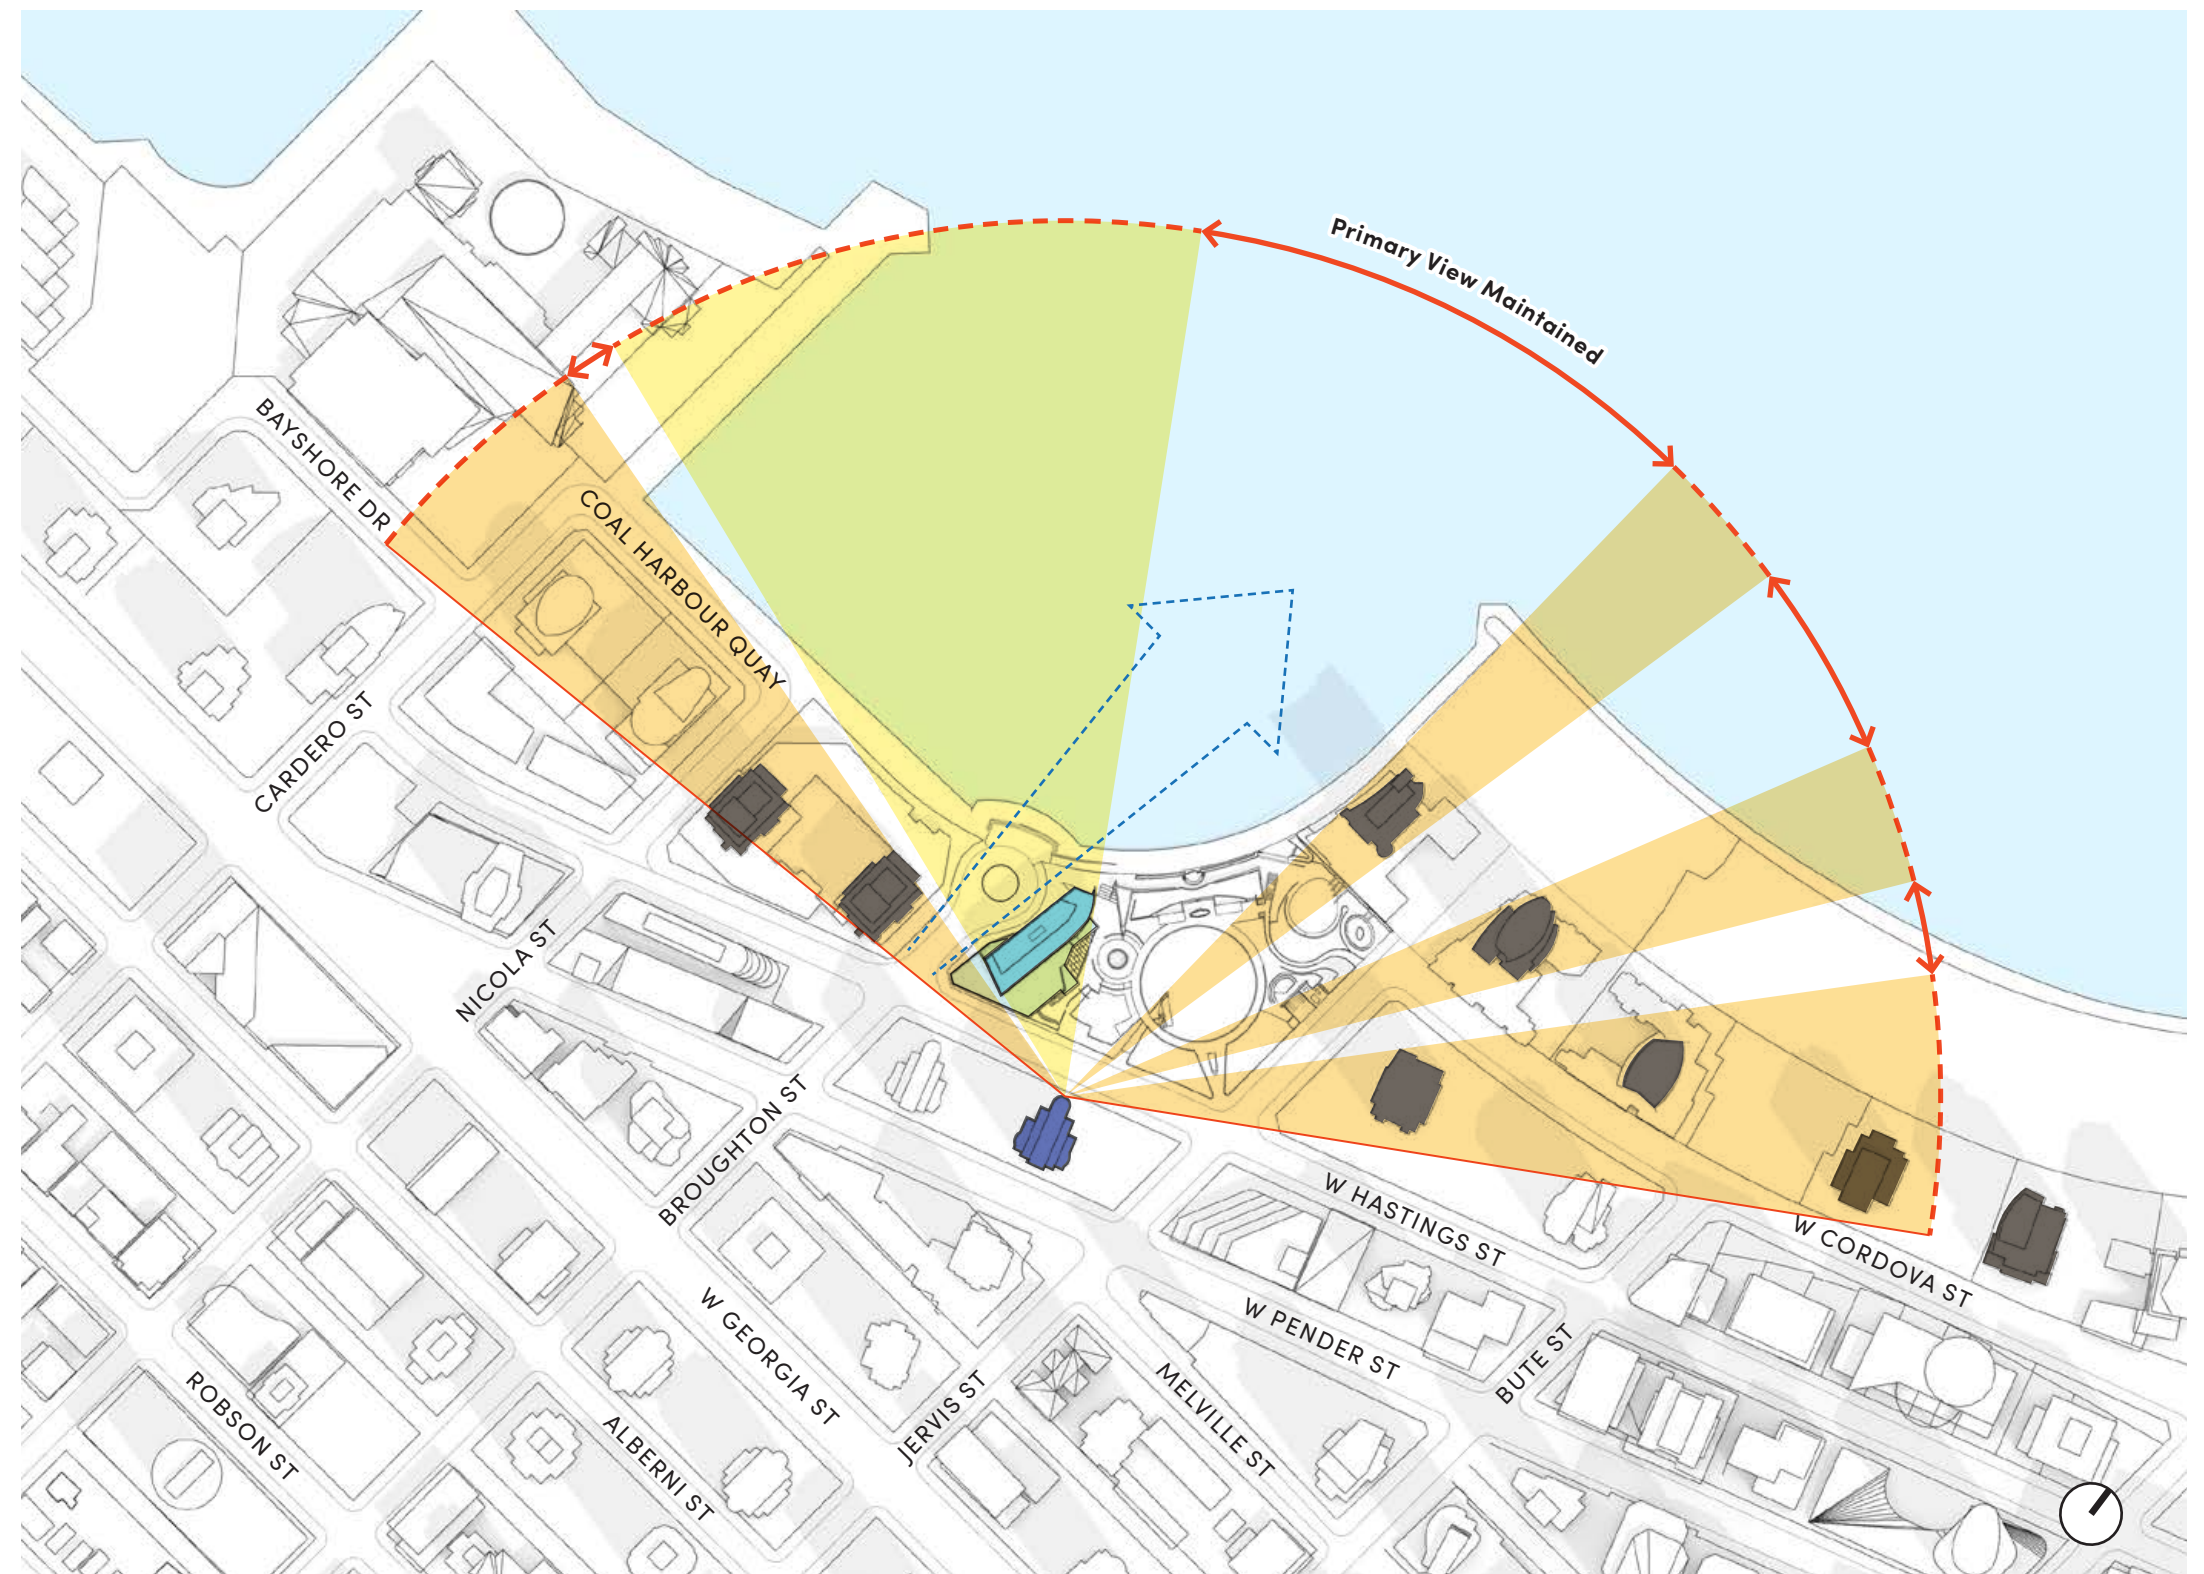 Primary View Maintained
BAYSHORE DR
COAL HARBOUR QUAY
CARDERO ST
NICOLA ST
BROUGHTON ST
W HASTINGS ST
W CORDOVA ST
W GEORGIA ST
W PENDER ST
BUTE ST
MELVILLE ST
JERVIS ST
ROBSON ST
ALBERNI ST